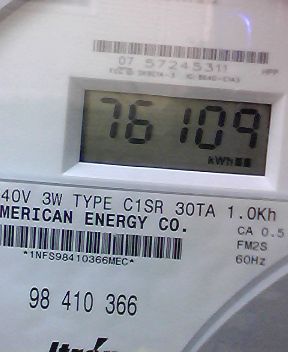 07 57245311
76109
kWh
40V 3W TYPE C1SR 30TA 1.0Kh
MERICAN ENERGY CO.
CA 0.5
FM2S
60Hz
*1NFS98410366MEC*
98 410 366
Itron